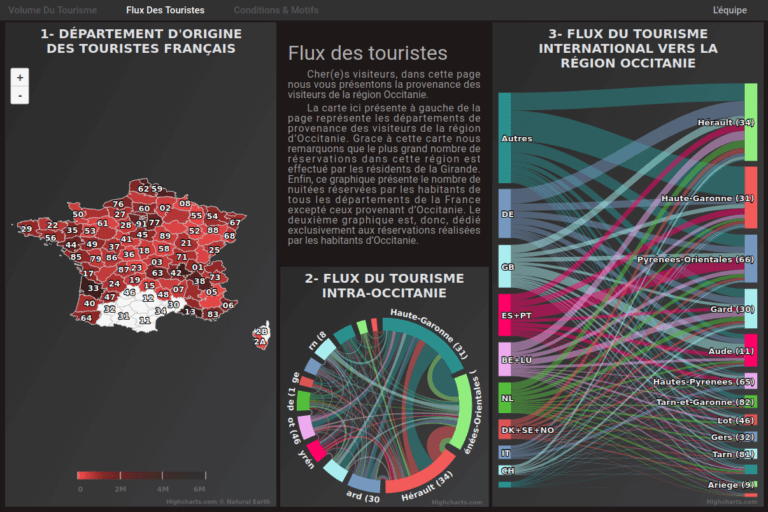 Volume Du Tourisme
Flux Des Touristes
Conditions & Motifs
L'équipe
1- DÉPARTEMENT D'ORIGINE
DES TOURISTES FRANÇAIS
+
-
62 59
76 60 02 08
50 27 55 54 67
29 22 35 53 61 28 91 77 52 88 68
56 45 89
44 49 37 41 18 58 21 25
85 79 86 36
03 71
17 87 23 63 42 01
24 19 38 73
33 15 07 05
47 46 12 48
40 32 30 06
31 34 13 83
64 11
2B
2A
0 2M 4M 6M
Highcharts.com © Natural Earth
Flux des touristes
Cher(e)s visiteurs, dans cette page
nous vous présentons la provenance des
visiteurs de la région Occitanie.
La carte ici présente à gauche de la
page représente les départements de
provenance des visiteurs de la région
d'Occitanie. Grace à cette carte nous
remarquons que le plus grand nombre de
réservations dans cette région est
effectué par les résidents de la Girande.
Enfin, ce graphique présente le nombre de
nuitées réservées par les habitants de
tous les départements de la France
excepté ceux provenant d'Occitanie. Le
deuxième graphique est, donc, dédié
exclusivement aux réservations réalisées
par les habitants d'Occitanie.
2- FLUX DU TOURISME
INTRA-OCCITANIE
Haute-Garonne (31)
énées-Orientales (
Hérault (34)
ard (30
yrén
ot (46
de (1
ge
rn (8
Highcharts.com
3- FLUX DU TOURISME
INTERNATIONAL VERS LA
RÉGION OCCITANIE
Autres
DE
GB
ES+PT
BE+LU
NL
DK+SE+NO
IT
CH
Hérault (34)
Haute-Garonne (31)
Pyrénées-Orientales (66)
Gard (30)
Aude (11)
Hautes-Pyrénées (65)
Tarn-et-Garonne (82)
Lot (46)
Gers (32)
Tarn (81)
Ariège (9)
Highcharts.com